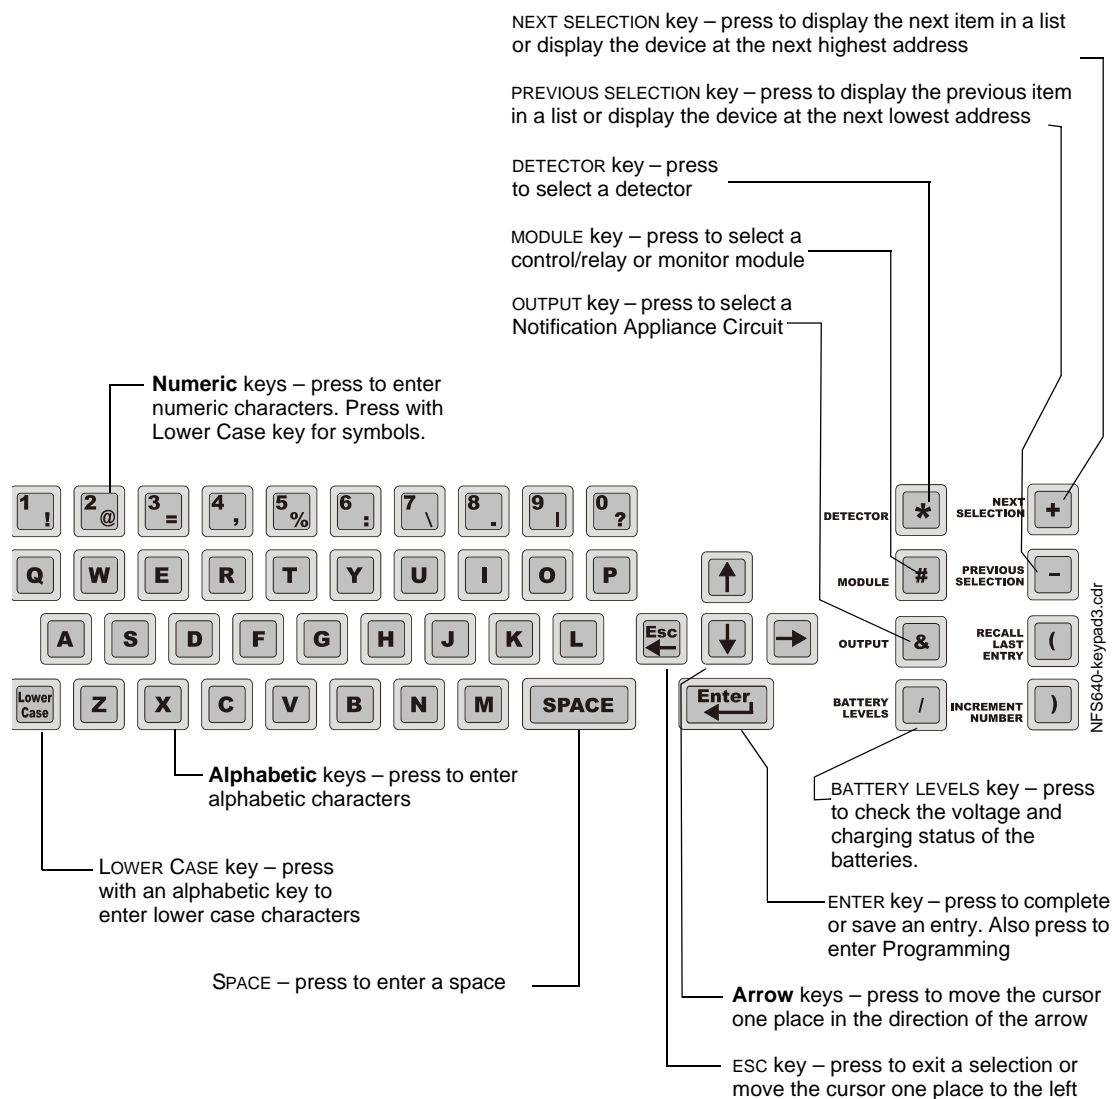 NEXT SELECTION key – press to display the next item in a list
or display the device at the next highest address
PREVIOUS SELECTION key – press to display the previous item
in a list or display the device at the next lowest address
DETECTOR key – press
to select a detector
MODULE key – press to select a
control/relay or monitor module
OUTPUT key – press to select a
Notification Appliance Circuit
Numeric keys – press to enter
numeric characters. Press with
Lower Case key for symbols.
1 ! 2 @ 3 = 4 , 5 % 6 : 7 \ 8 . 9 | 0 ?
DETECTOR * NEXT SELECTION +
Q W E R T Y U I O P
MODULE # PREVIOUS SELECTION -
A S D F G H J K L Esc
OUTPUT & RECALL LAST ENTRY (
Lower Case Z X C V B N M SPACE Enter
BATTERY LEVELS / INCREMENT NUMBER )
NFS640-keypad3.cdr
Alphabetic keys – press to enter
alphabetic characters
BATTERY LEVELS key – press
to check the voltage and
charging status of the
batteries.
LOWER CASE key – press
with an alphabetic key to
enter lower case characters
ENTER key – press to complete
or save an entry. Also press to
enter Programming
SPACE – press to enter a space
Arrow keys – press to move the cursor
one place in the direction of the arrow
ESC key – press to exit a selection or
move the cursor one place to the left